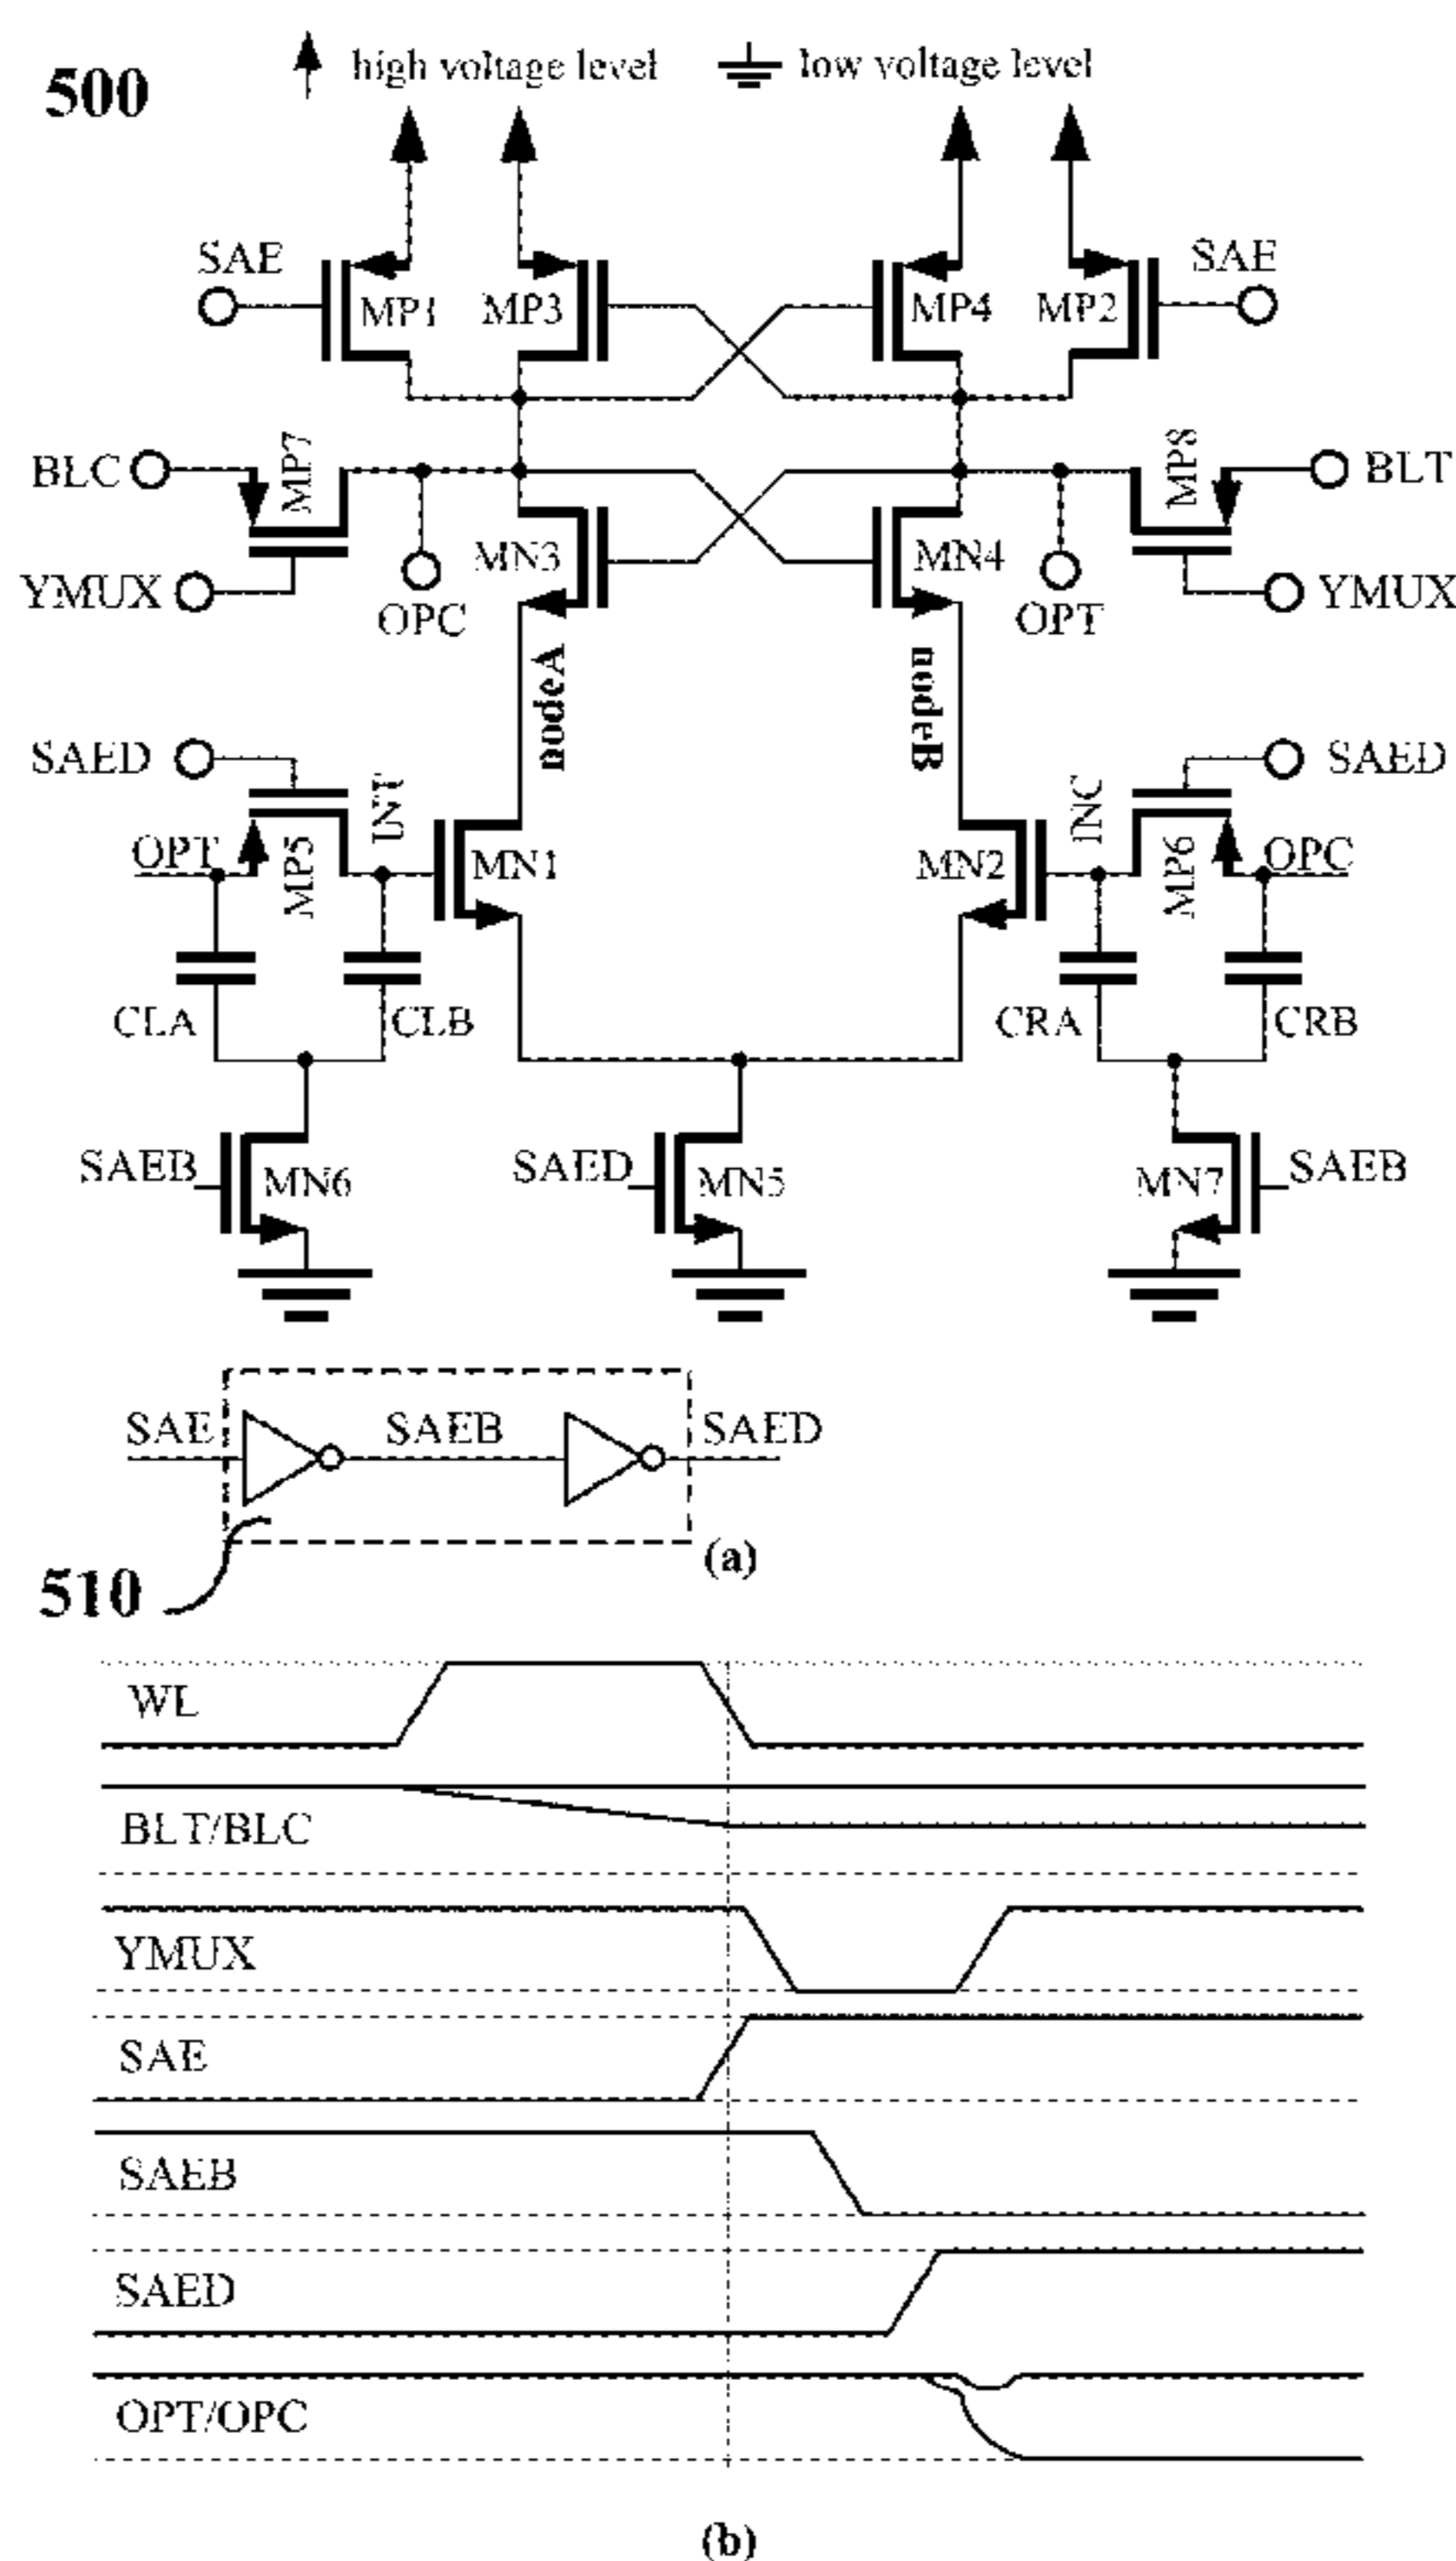 500 high voltage level low voltage level
SAE MP1 MP3 MP4 MP2 SAE
BLC MP7 MP8 BLT
YMUX OPC MN3 MN4 OPT YMUX
nodeA nodeB
SAED INT INC SAED
OPT MP5 MN1 MN2 MP6 OPC
CLA CLB CRA CRB
SAEB MN6 SAED MN5 MN7 SAEB
SAE SAEB SAED
(a)
510
WL
BLT/BLC
YMUX
SAE
SAEB
SAED
OPT/OPC
(b)